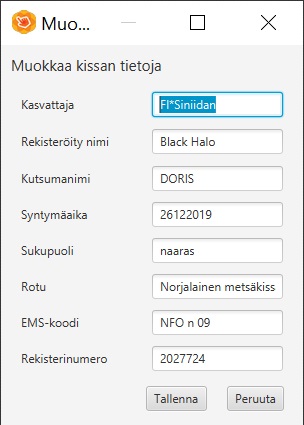 Muo...
Muokkaa kissan tietoja
Kasvattaja FI*Siniidan
Rekisteröity nimi Black Halo
Kutsumanimi DORIS
Syntymäaika 26122019
Sukupuoli naaras
Rotu Norjalainen metsäkiss
EMS-koodi NFO n 09
Rekisterinumero 2027724
Tallenna Peruuta